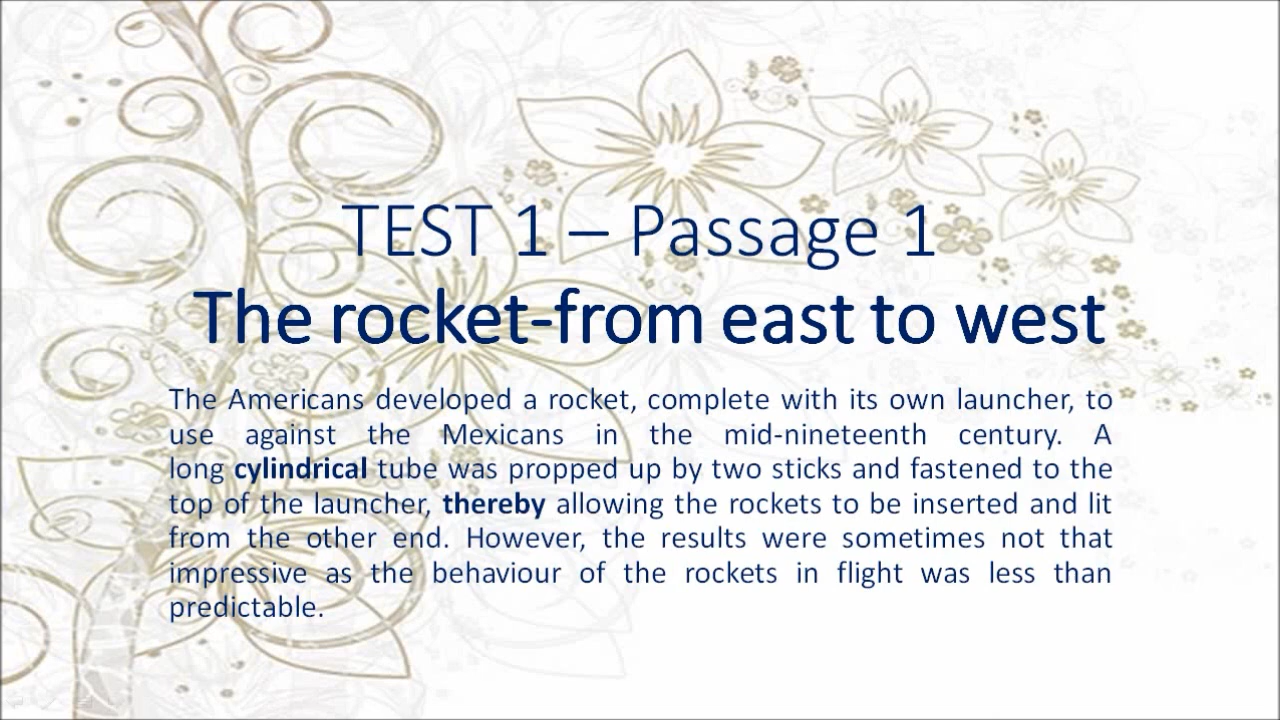 TEST 1 – Passage 1
The rocket-from east to west
The Americans developed a rocket, complete with its own launcher, to
use against the Mexicans in the mid-nineteenth century. A
long cylindrical tube was propped up by two sticks and fastened to the
top of the launcher, thereby allowing the rockets to be inserted and lit
from the other end. However, the results were sometimes not that
impressive as the behaviour of the rockets in flight was less than
predictable.